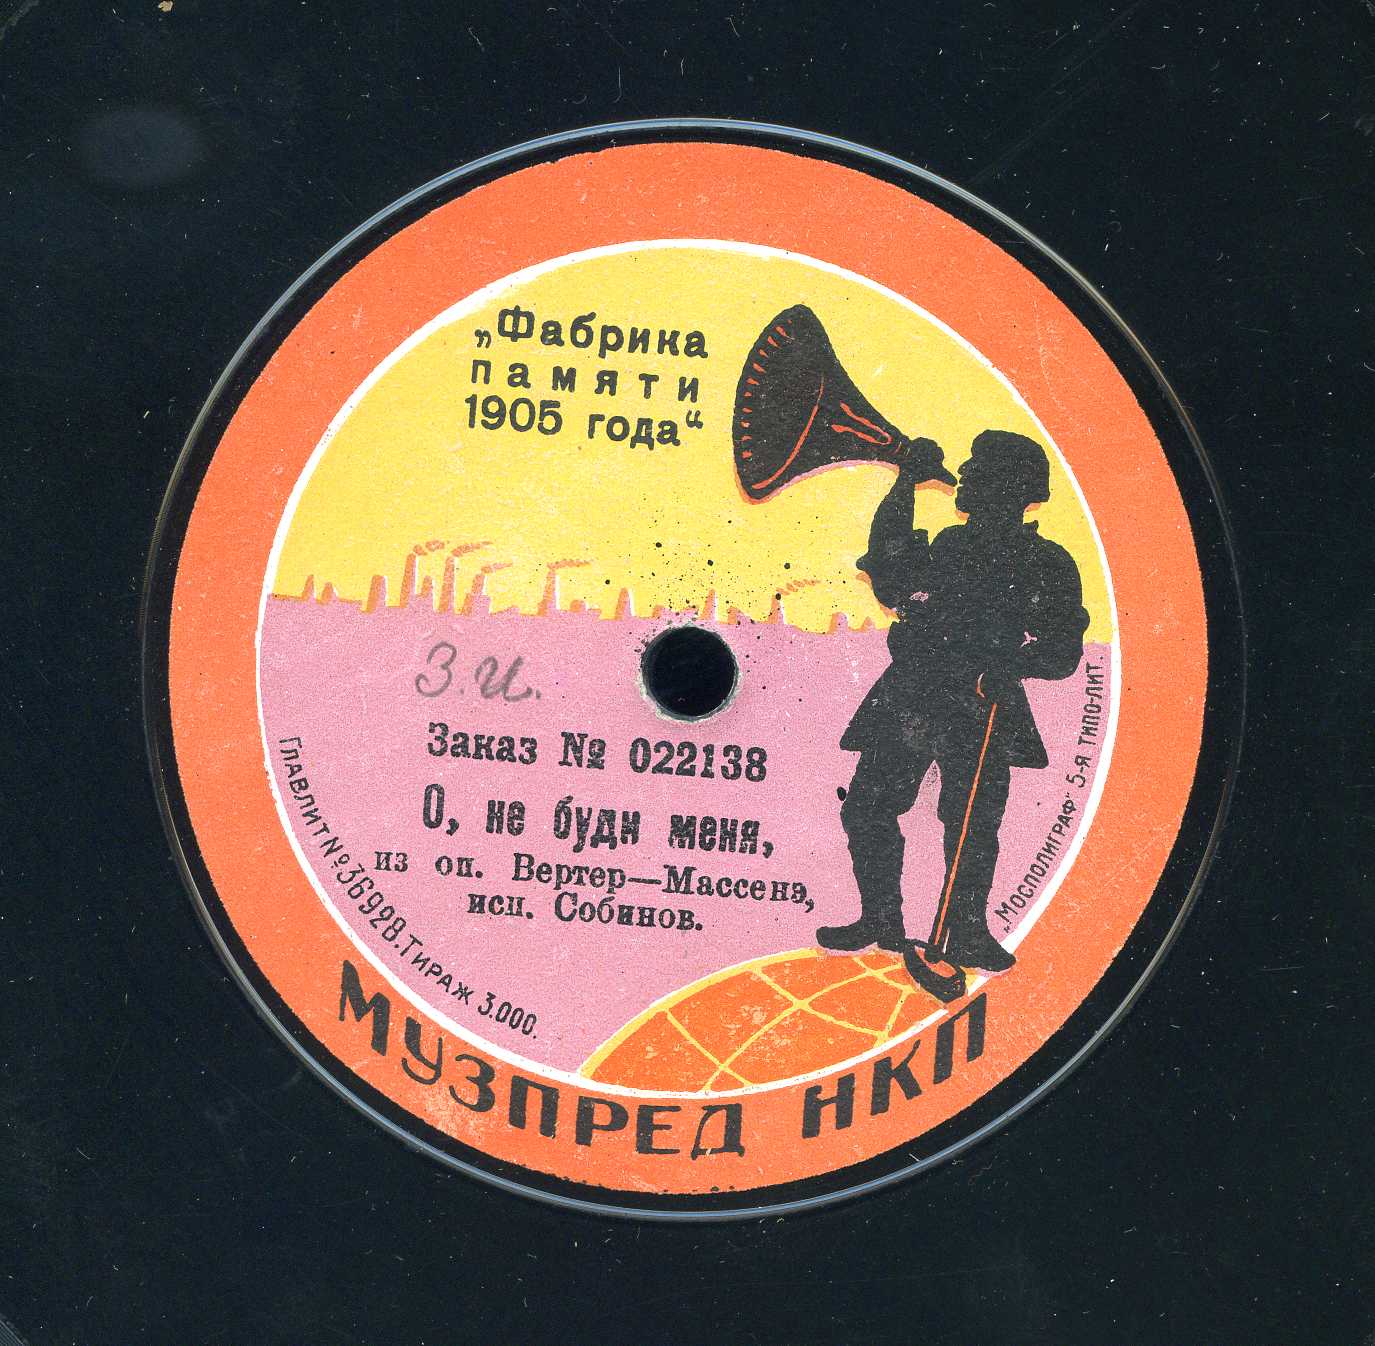 „Фабрика
памяти
1905 года“
З.И.
Заказ № 022138
О, не буди меня,
из оп. Вертер—Массенэ,
исп. Собинов.
Главлит № 36928. Тираж 3.000.
„Мосполиграф“ 5-я типо-лит.
МУЗПРЕД НКП